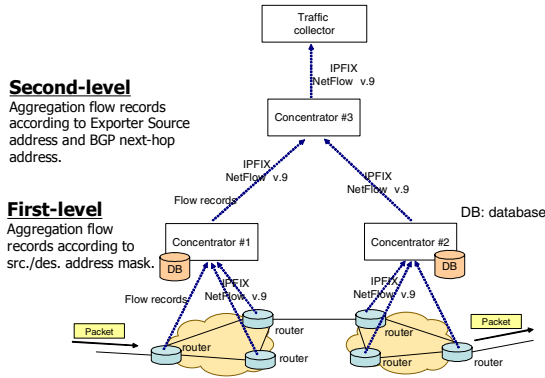 Traffic
collector
IPFIX
NetFlow v.9
Second-level
Aggregation flow records
according to Exporter Source
address and BGP next-hop
address.
Concentrator #3
IPFIX
NetFlow v.9
IPFIX
NetFlow v.9
Flow records
First-level
Aggregation flow
records according to
src./des. address mask.
Concentrator #1
DB
Concentrator #2
DB
DB: database
Flow records
IPFIX
NetFlow v.9
IPFIX
NetFlow v.9
Packet
router
router
router
router
router
router
Packet